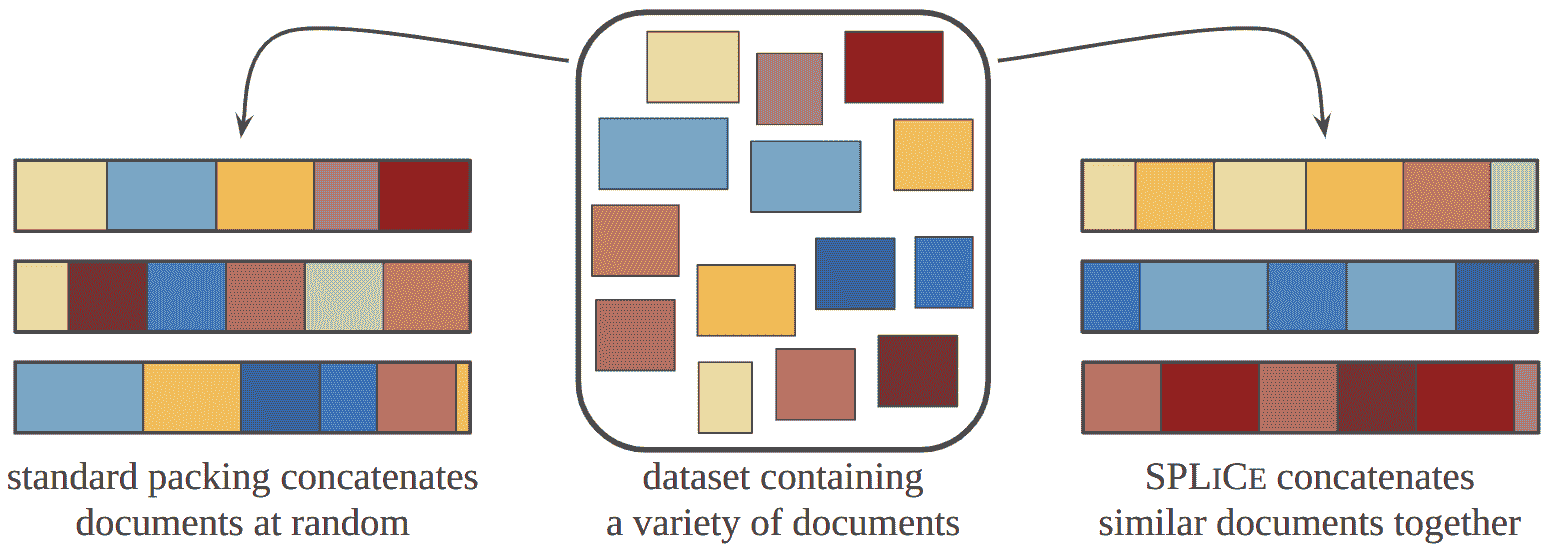 standard packing concatenates
documents at random
dataset containing
a variety of documents
SPLICE concatenates
similar documents together